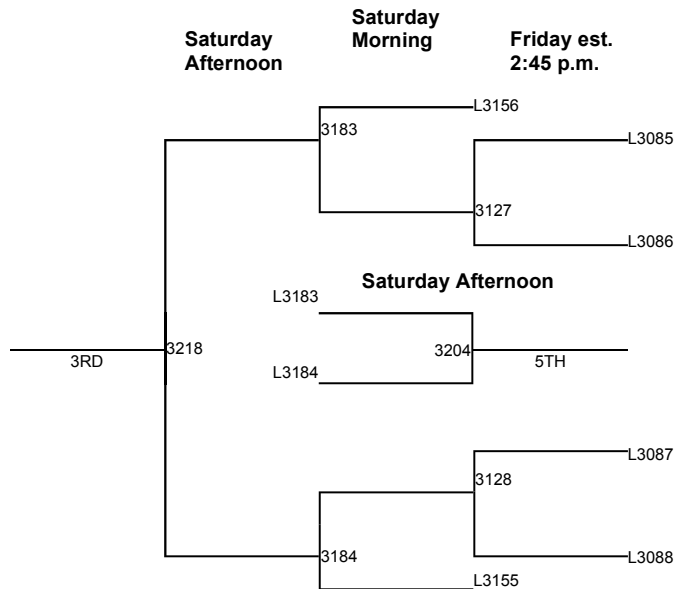 Saturday
Afternoon
Saturday
Morning
Friday est.
2:45 p.m.
L3156
3183
L3085
3127
L3086
Saturday Afternoon
L3183
3218
3204
3RD
L3184
5TH
L3087
3128
3184
L3088
L3155